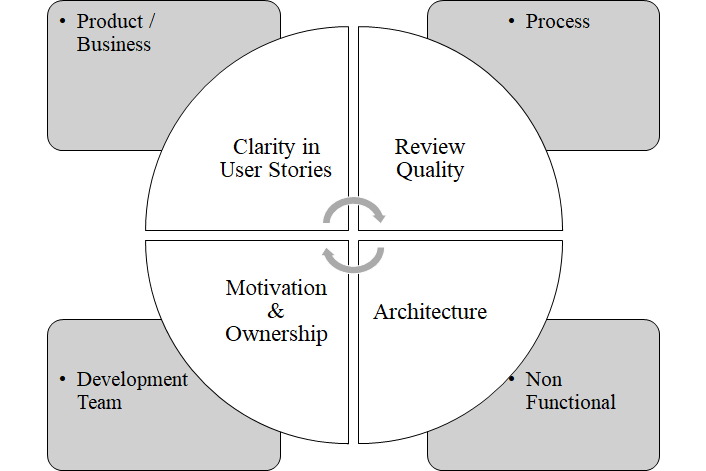 • Product /
Business
• Process
Clarity in
User Stories
Review
Quality
Motivation
&
Ownership
Architecture
• Development
Team
• Non
Functional